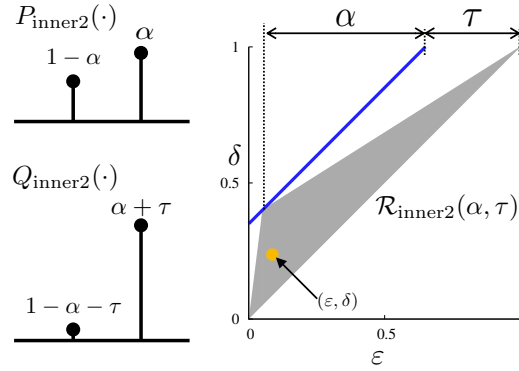 P_inner2(·)
1 − α
α
Q_inner2(·)
α + τ
1 − α − τ
α
τ
1
δ
0.5
R_inner2(α, τ)
(ε, δ)
0
0
0.5
ε